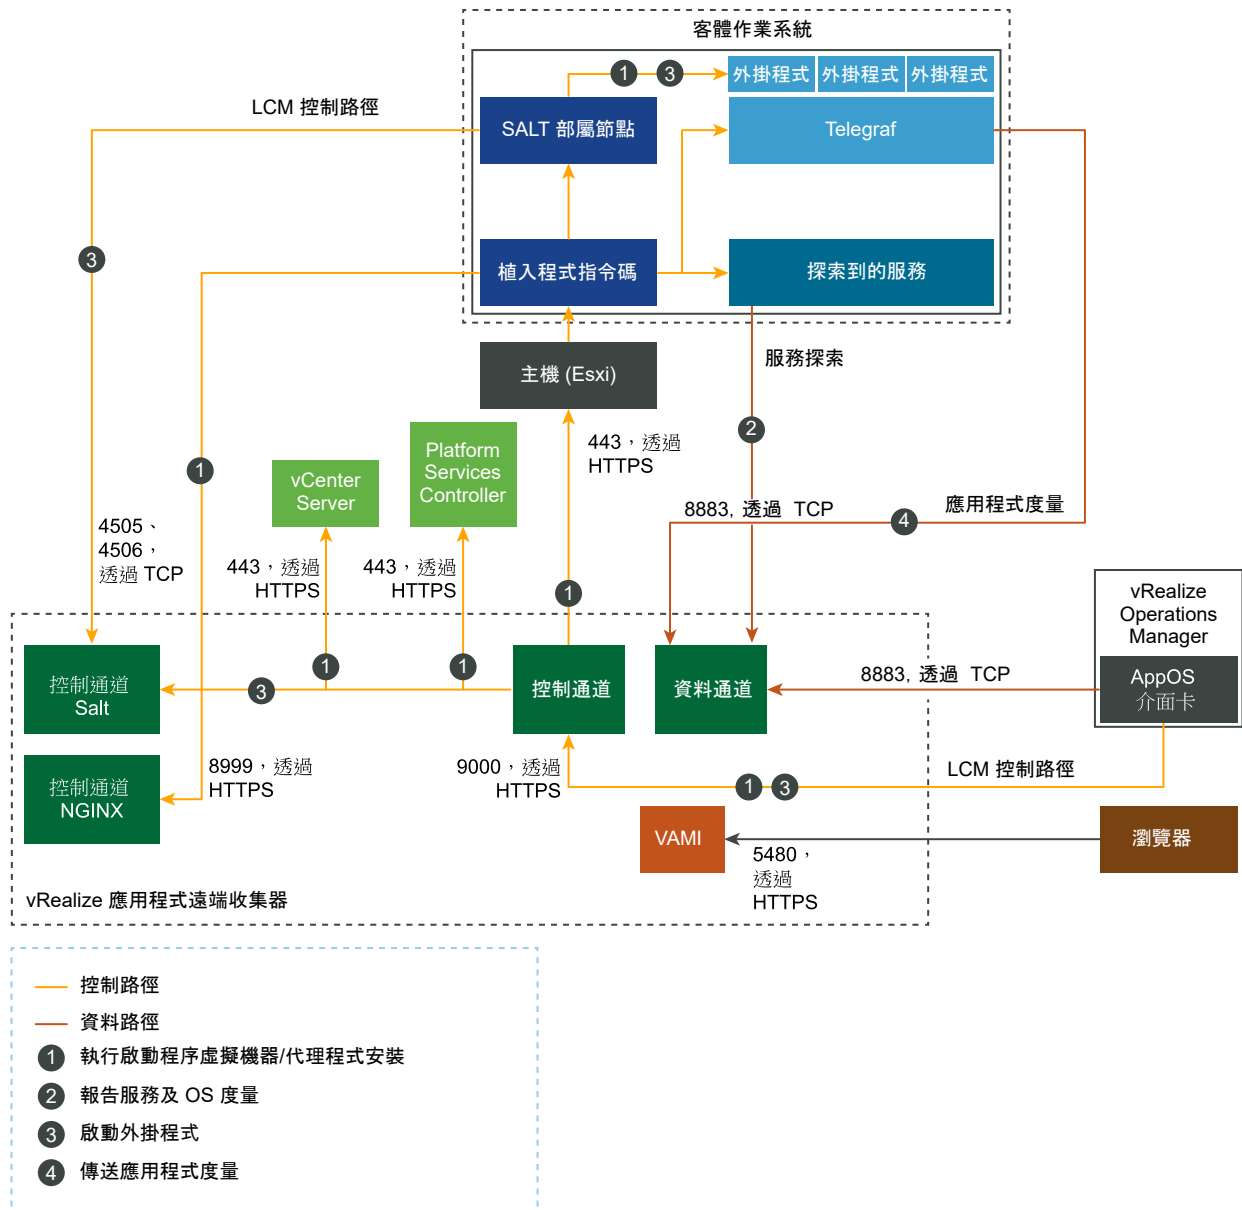 客體作業系統
1
3
外掛程式
外掛程式
外掛程式
LCM 控制路徑
SALT 部屬節點
Telegraf
3
植入程式指令碼
探索到的服務
主機 (Esxi)
服務探索
2
443，透過
HTTPS
Platform
Services
Controller
vCenter
Server
1
8883, 透過 TCP
4
應用程式度量
4505、
4506，
透過 TCP
443，透過
HTTPS
443，透過
HTTPS
1
vRealize
Operations
Manager
AppOS
介面卡
控制通道
Salt
3
1
1
控制通道
資料通道
8883, 透過 TCP
控制通道
NGINX
8999，透過
HTTPS
9000，透過
HTTPS
1
3
LCM 控制路徑
VAMI
5480，
透過
HTTPS
瀏覽器
vRealize 應用程式遠端收集器
控制路徑
資料路徑
1 執行啟動程序虛擬機器/代理程式安裝
2 報告服務及 OS 度量
3 啟動外掛程式
4 傳送應用程式度量